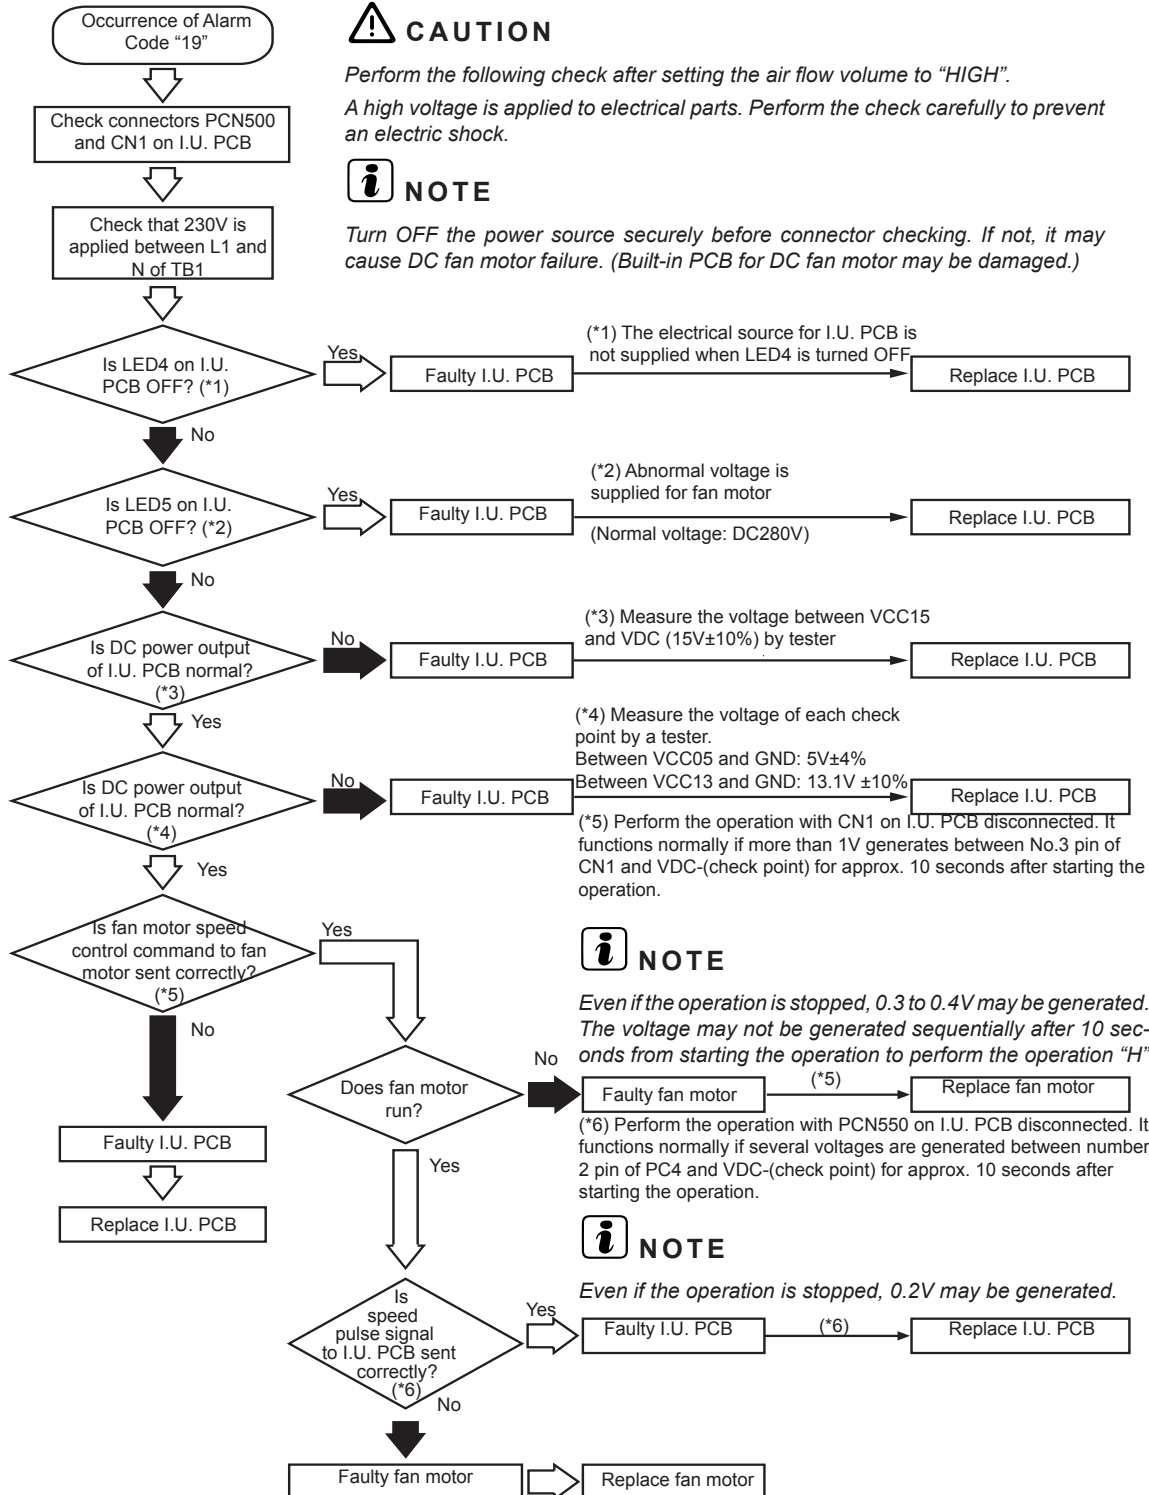 Occurrence of Alarm
Code “19”
CAUTION
Perform the following check after setting the air flow volume to “HIGH”.
A high voltage is applied to electrical parts. Perform the check carefully to prevent
an electric shock.
Check connectors PCN500
and CN1 on I.U. PCB
NOTE
Turn OFF the power source securely before connector checking. If not, it may
cause DC fan motor failure. (Built-in PCB for DC fan motor may be damaged.)
Check that 230V is
applied between L1 and
N of TB1
Is LED4 on I.U.
PCB OFF? (*1)
Yes
Faulty I.U. PCB
(*1) The electrical source for I.U. PCB is
not supplied when LED4 is turned OFF
Replace I.U. PCB
No
Is LED5 on I.U.
PCB OFF? (*2)
Yes
Faulty I.U. PCB
(*2) Abnormal voltage is
supplied for fan motor
(Normal voltage: DC280V)
Replace I.U. PCB
No
Is DC power output
of I.U. PCB normal?
(*3)
No
Faulty I.U. PCB
(*3) Measure the voltage between VCC15
and VDC (15V±10%) by tester
Replace I.U. PCB
Yes
Is DC power output
of I.U. PCB normal?
(*4)
No
Faulty I.U. PCB
(*4) Measure the voltage of each check
point by a tester.
Between VCC05 and GND: 5V±4%
Between VCC13 and GND: 13.1V ±10%
Replace I.U. PCB
Yes
(*5) Perform the operation with CN1 on I.U. PCB disconnected. It
functions normally if more than 1V generates between No.3 pin of
CN1 and VDC-(check point) for approx. 10 seconds after starting the
operation.
Is fan motor speed
control command to fan
motor sent correctly?
(*5)
Yes
No
NOTE
Even if the operation is stopped, 0.3 to 0.4V may be generated.
The voltage may not be generated sequentially after 10 sec-
onds from starting the operation to perform the operation “H”
Does fan motor
run?
No
Faulty fan motor
(*5)
Replace fan motor
Faulty I.U. PCB
Replace I.U. PCB
Yes
(*6) Perform the operation with PCN550 on I.U. PCB disconnected. It
functions normally if several voltages are generated between number
2 pin of PC4 and VDC-(check point) for approx. 10 seconds after
starting the operation.
NOTE
Even if the operation is stopped, 0.2V may be generated.
Is
speed
pulse signal
to I.U. PCB sent
correctly?
(*6)
Yes
Faulty I.U. PCB
(*6)
Replace I.U. PCB
No
Faulty fan motor
Replace fan motor